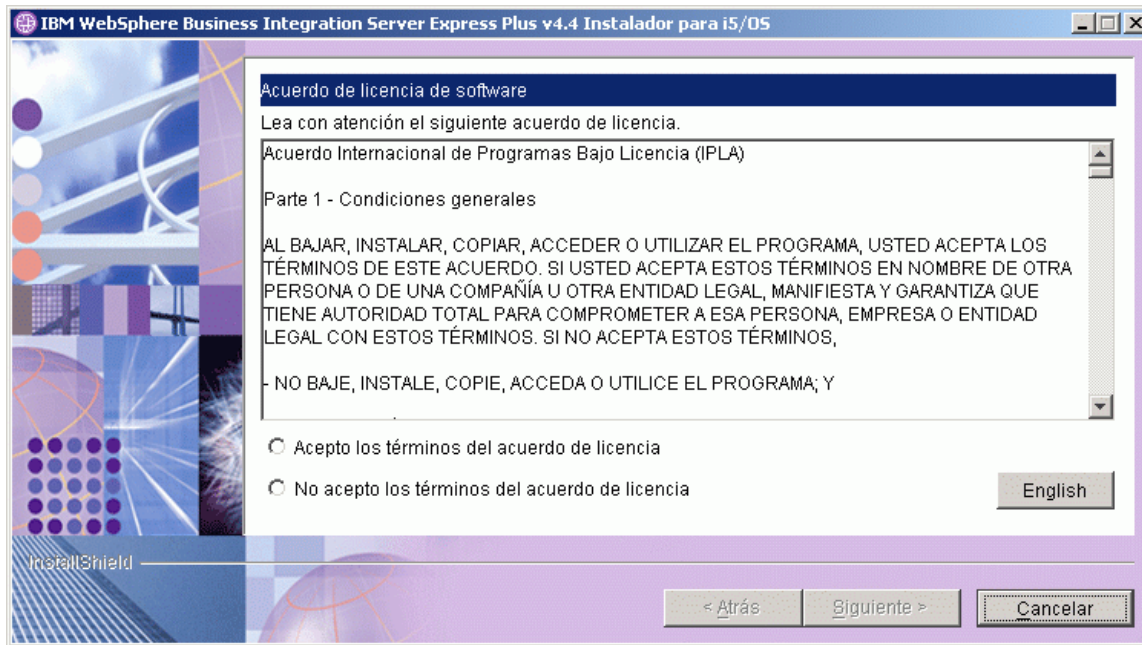 IBM WebSphere Business Integration Server Express Plus v4.4 Instalador para i5/OS
Acuerdo de licencia de software
Lea con atención el siguiente acuerdo de licencia.
Acuerdo Internacional de Programas Bajo Licencia (IPLA)
Parte 1 - Condiciones generales
AL BAJAR, INSTALAR, COPIAR, ACCEDER O UTILIZAR EL PROGRAMA, USTED ACEPTA LOS
TÉRMINOS DE ESTE ACUERDO. SI USTED ACEPTA ESTOS TÉRMINOS EN NOMBRE DE OTRA
PERSONA O DE UNA COMPAÑÍA U OTRA ENTIDAD LEGAL, MANIFIESTA Y GARANTIZA QUE
TIENE AUTORIDAD TOTAL PARA COMPROMETER A ESA PERSONA, EMPRESA O ENTIDAD
LEGAL CON ESTOS TÉRMINOS. SI NO ACEPTA ESTOS TÉRMINOS,
- NO BAJE, INSTALE, COPIE, ACCEDA O UTILICE EL PROGRAMA; Y
Acepto los términos del acuerdo de licencia
No acepto los términos del acuerdo de licencia
English
InstallShield
< Atrás
Siguiente >
Cancelar